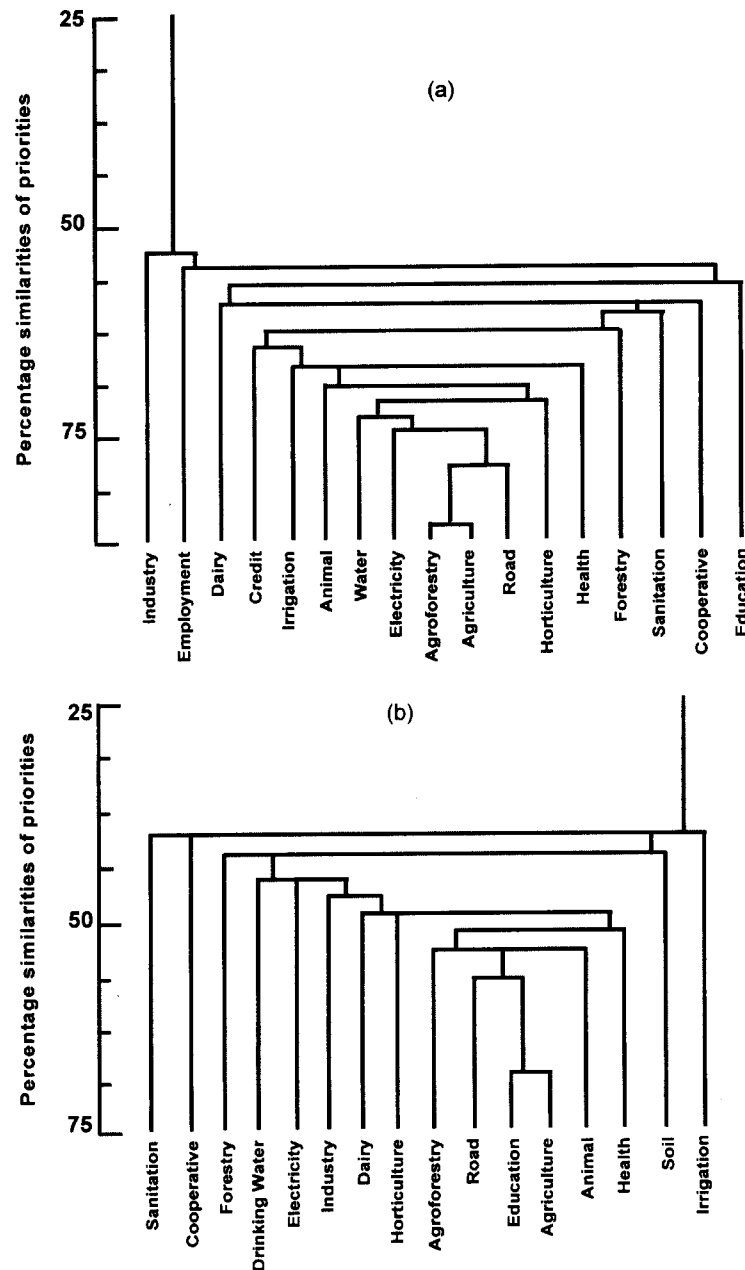 25
(a)
50
75
Percentage similarities of priorities
Industry
Employment
Dairy
Credit
Irrigation
Animal
Water
Electricity
Agroforestry
Agriculture
Road
Horticulture
Health
Forestry
Sanitation
Cooperative
Education
25
(b)
50
75
Percentage similarities of priorities
Sanitation
Cooperative
Forestry
Drinking Water
Electricity
Industry
Dairy
Horticulture
Agroforestry
Road
Education
Agriculture
Animal
Health
Soil
Irrigation